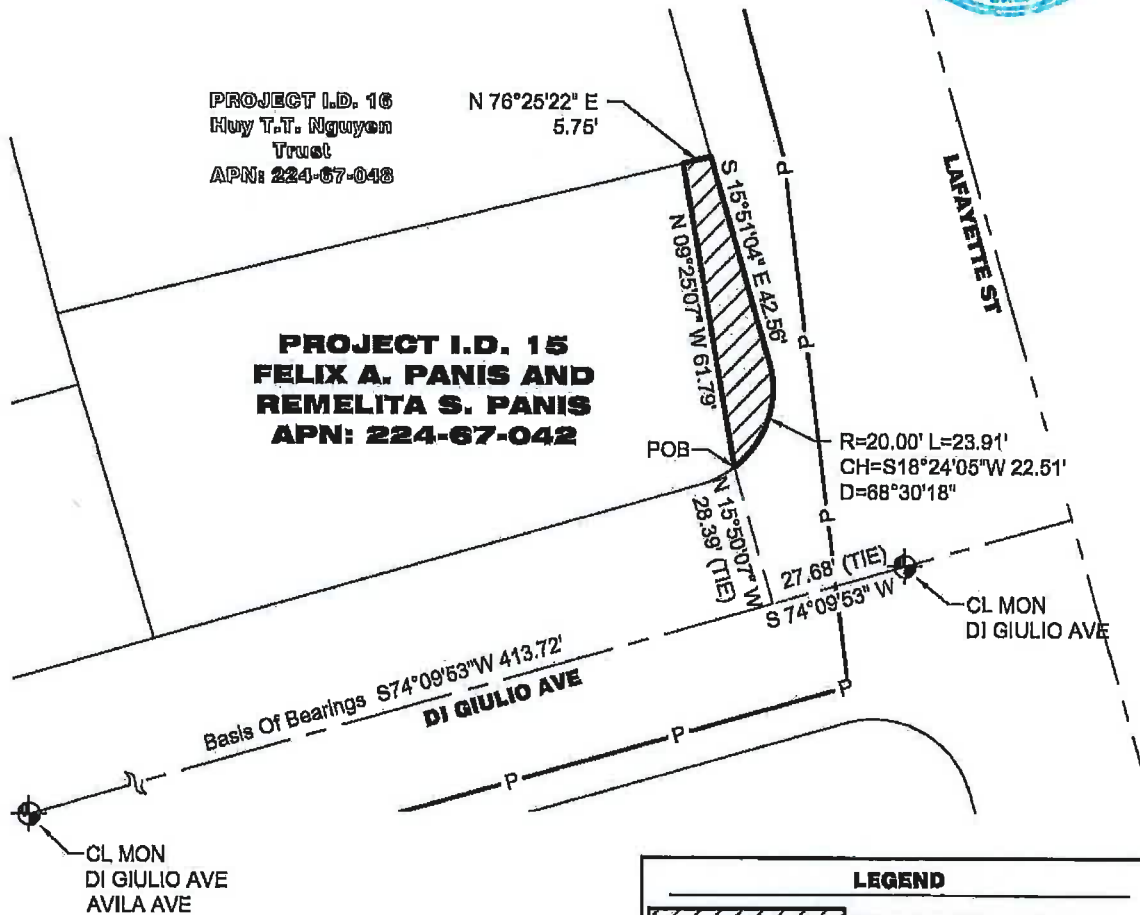 PROJECT I.D. 16
Huy T.T. Nguyen
Trust
APN: 224-67-048
N 76°25'22" E
5.75'
S 15°51'04" E 42.56'
N 09°25'07" W 61.79'
P
LAFAYETTE ST
P
PROJECT I.D. 15
FELIX A. PANIS AND
REMELITA S. PANIS
APN: 224-67-042
POB
R=20.00' L=23.91'
CH=S18°24'05"W 22.51'
D=68°30'18"
P
N 15°50'07" W
28.39' (TIE)
27.68' (TIE)
S 74°09'53" W
CL MON
DI GIULIO AVE
Basis Of Bearings S74°09'53"W 413.72'
DI GIULIO AVE
P
P
P
CL MON
DI GIULIO AVE
AVILA AVE
LEGEND